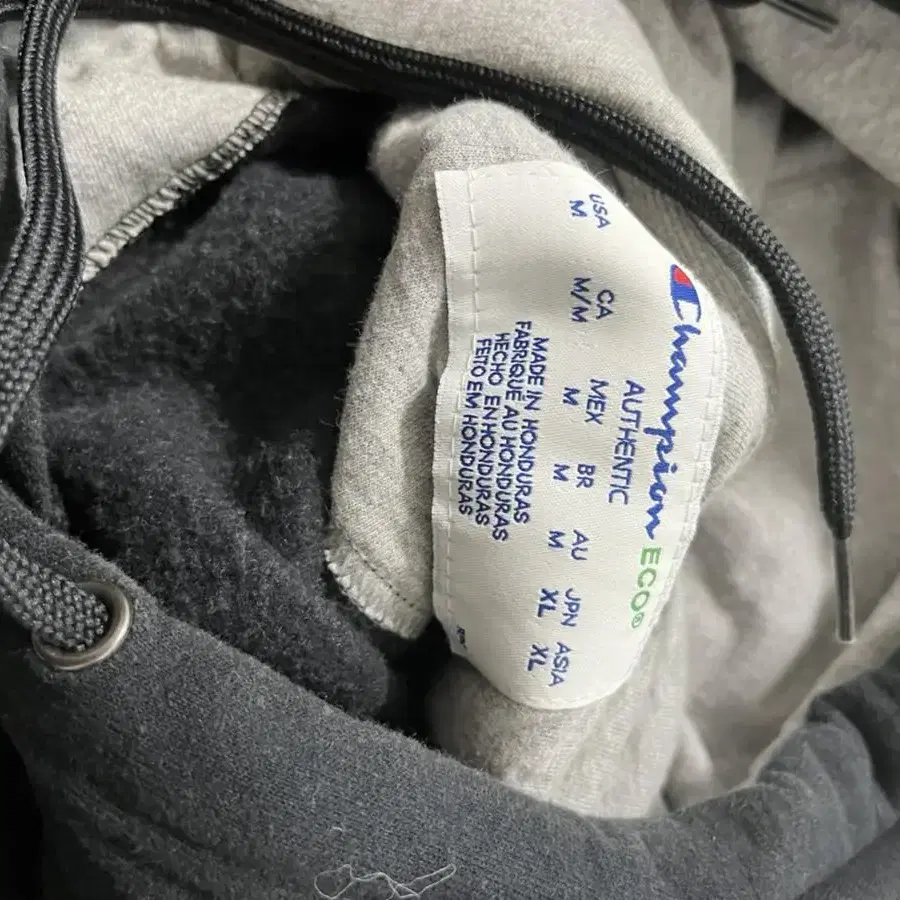 Champion ECO®
AUTHENTIC
USA CA MEX BR AU JPN ASIA
M M/M M M M XL XL
MADE IN HONDURAS
FABRIQUÉ AU HONDURAS
HECHO EN HONDURAS
FEITO EM HONDURAS